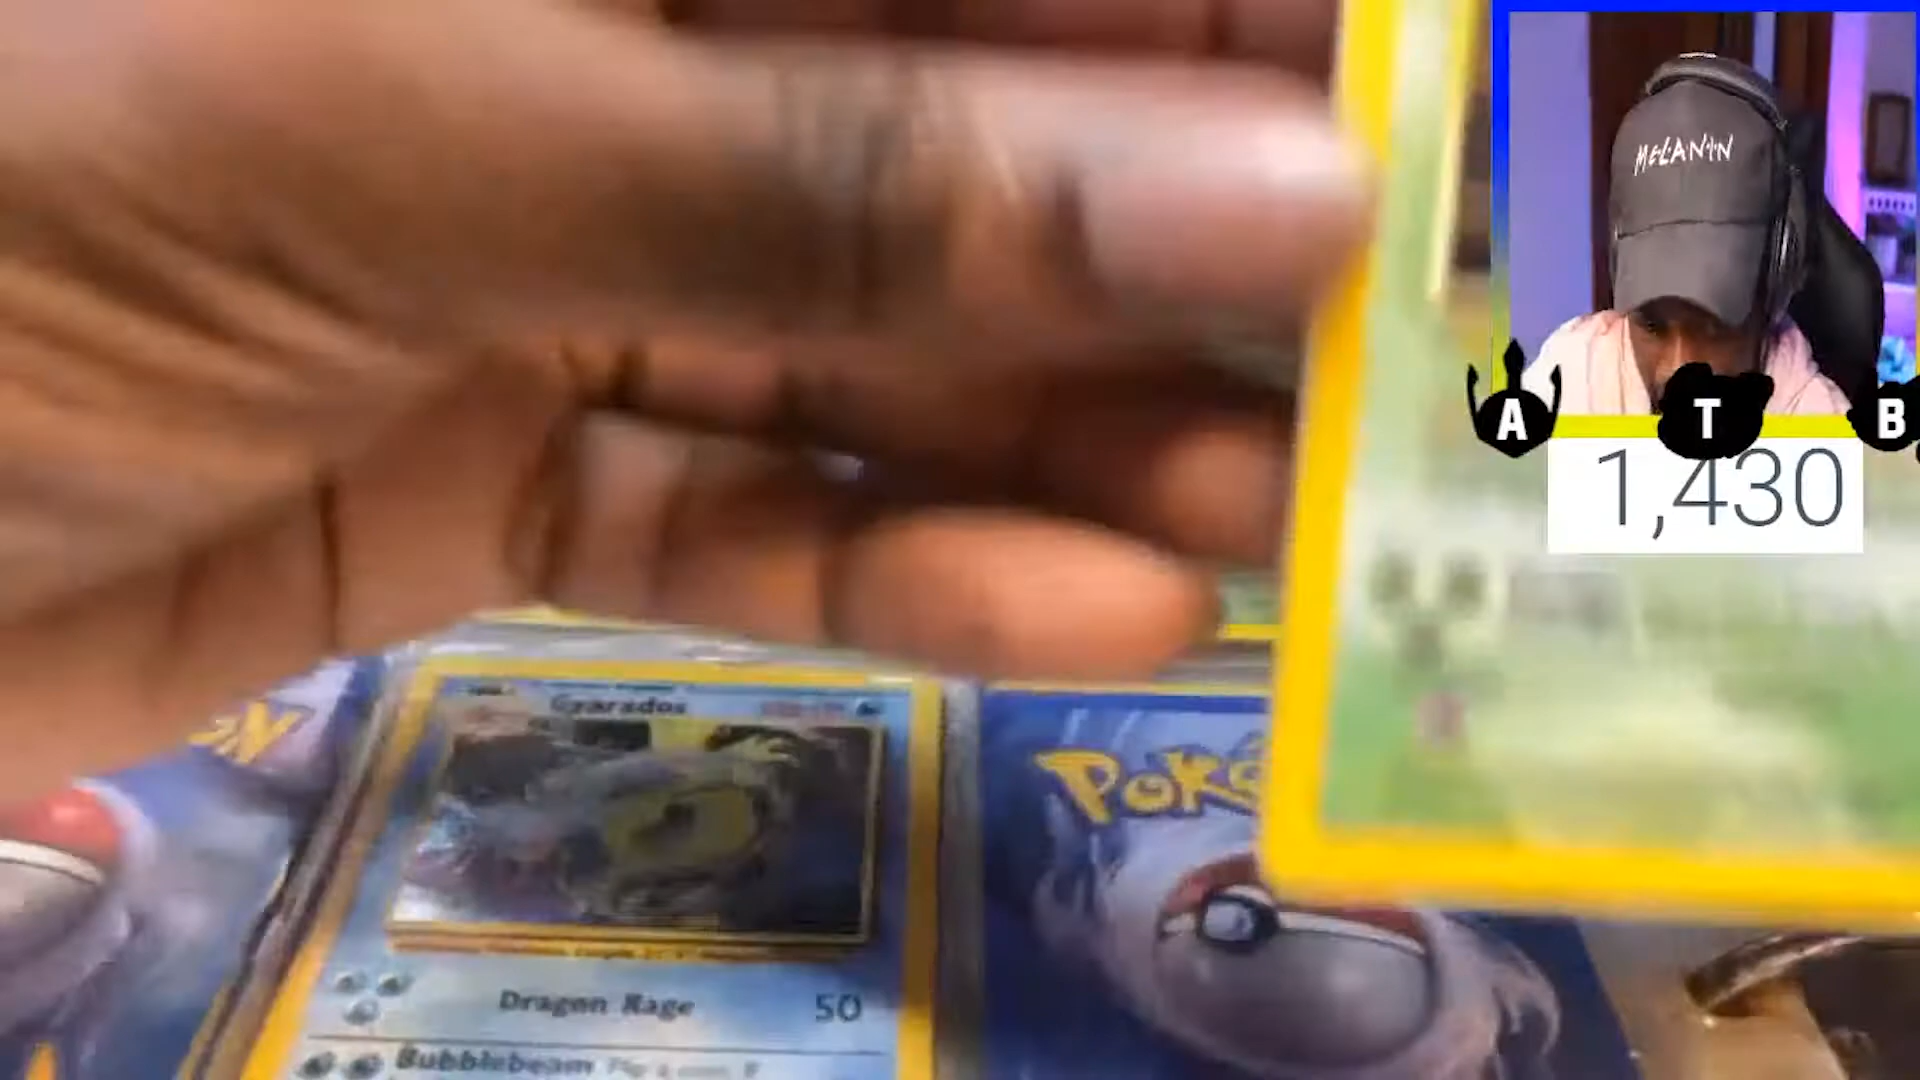 MELANIN
A T B
1,430
Gyarados
Poké
Dragon Rage 50
Bubblebeam